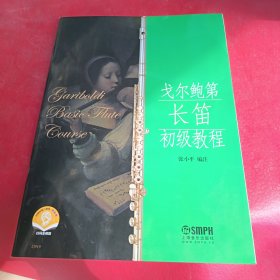 Gariboldi
Basic Flute
Course
戈尔鲍第
长笛
初级教程
张小平 编注
SMPH
上海音乐出版社